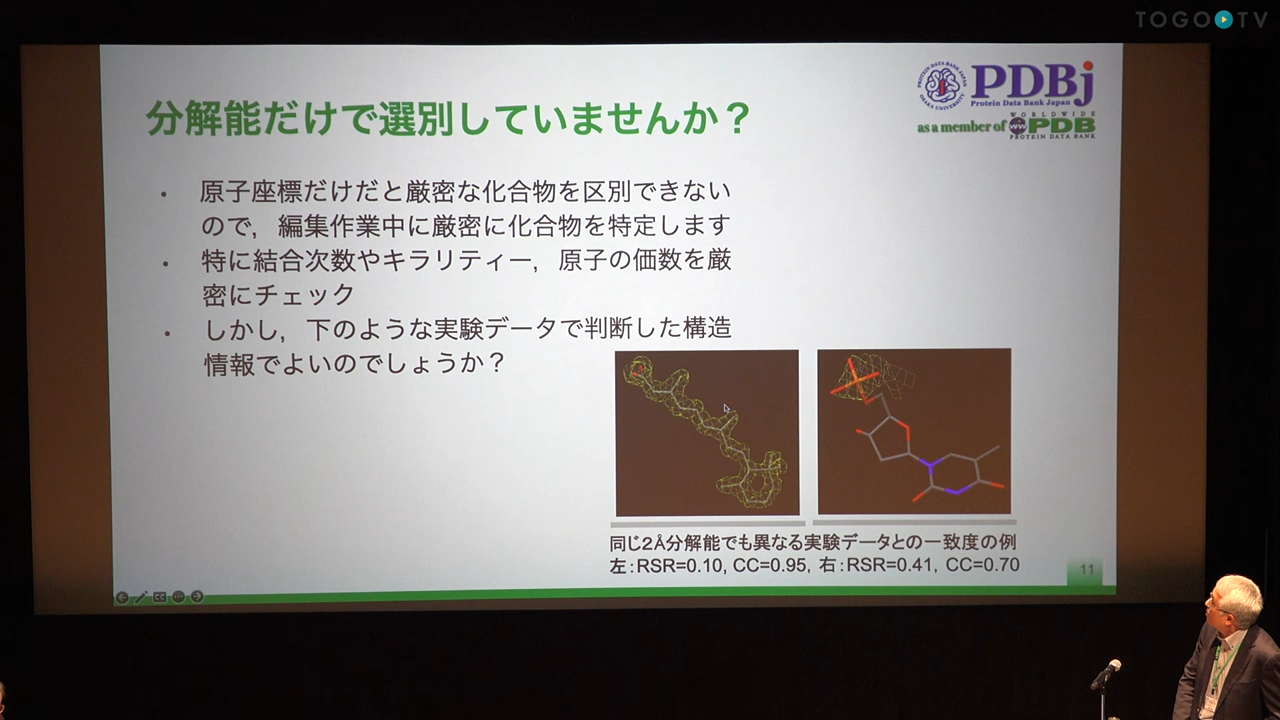 TOGO TV
分解能だけで選別していませんか？
PROTEIN DATA BANK JAPAN
OSAKA UNIVERSITY
PDBj
Protein Data Bank Japan
as a member of
WORLDWIDE
wwPDB
PROTEIN DATA BANK
・ 原子座標だけだと厳密な化合物を区別できない
ので，編集作業中に厳密に化合物を特定します
・ 特に結合次数やキラリティー，原子の価数を厳
密にチェック
・ しかし，下のような実験データで判断した構造
情報でよいのでしょうか？
同じ2Å分解能でも異なる実験データとの一致度の例
左：RSR=0.10, CC=0.95, 右：RSR=0.41, CC=0.70
11